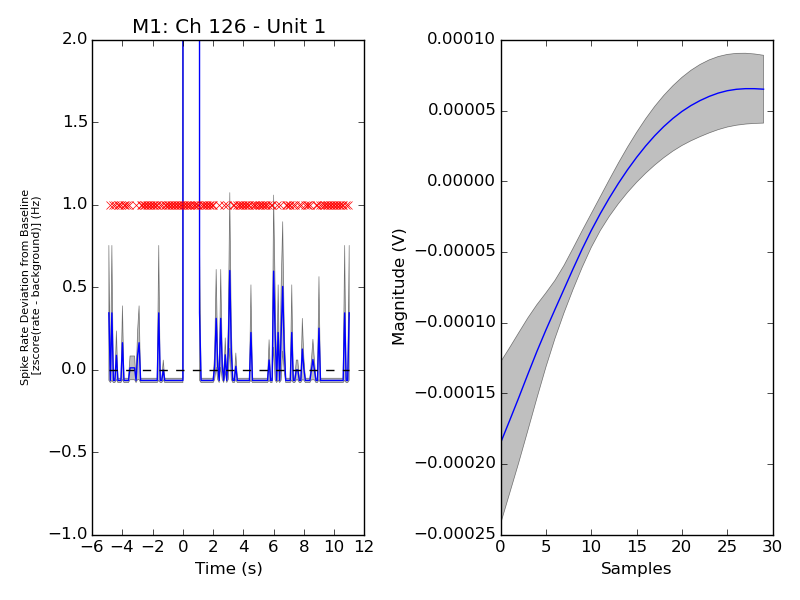 M1: Ch 126 - Unit 1
2.0
1.5
1.0
0.5
0.0
−0.5
−1.0
−6 −4 −2 0 2 4 6 8 10 12
Time (s)
Spike Rate Deviation from Baseline
[zscore(rate - background)] (Hz)
0.00010
0.00005
0.00000
−0.00005
−0.00010
−0.00015
−0.00020
−0.00025
0 5 10 15 20 25 30
Samples
Magnitude (V)